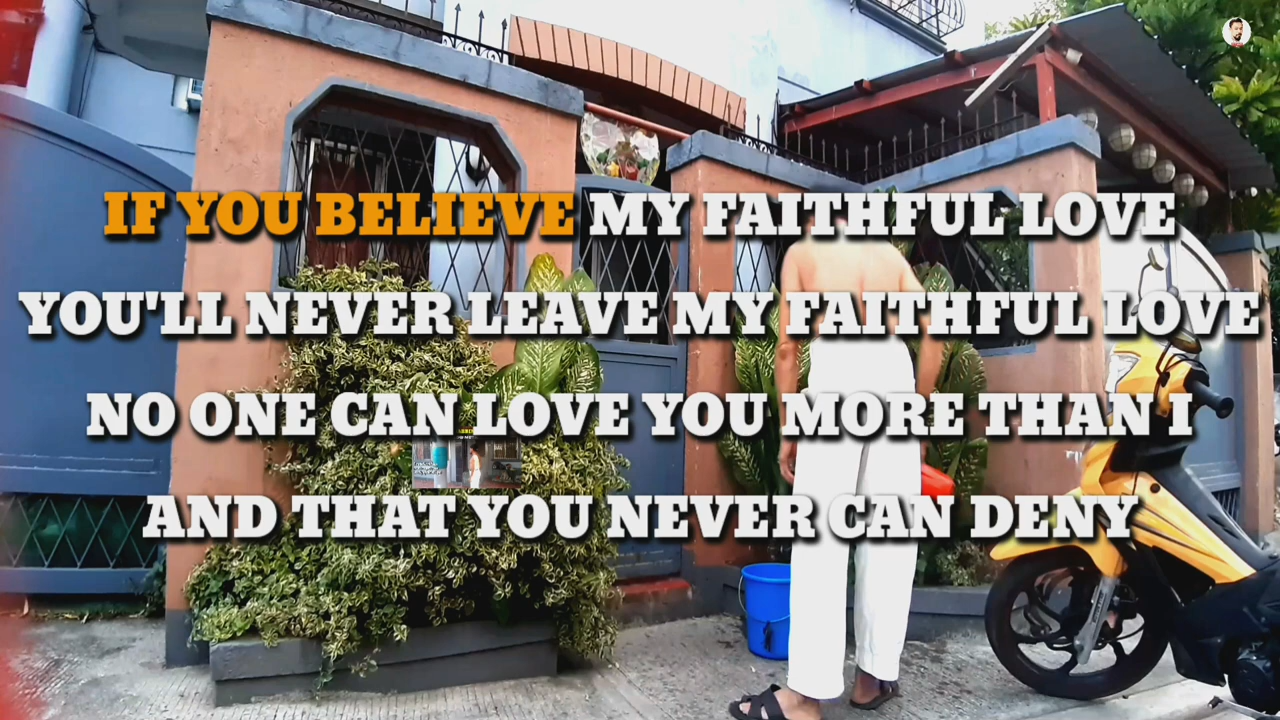 IF YOU BELIEVE MY FAITHFUL LOVE
YOU'LL NEVER LEAVE MY FAITHFUL LOVE
NO ONE CAN LOVE YOU MORE THAN I
AND THAT YOU NEVER CAN DENY